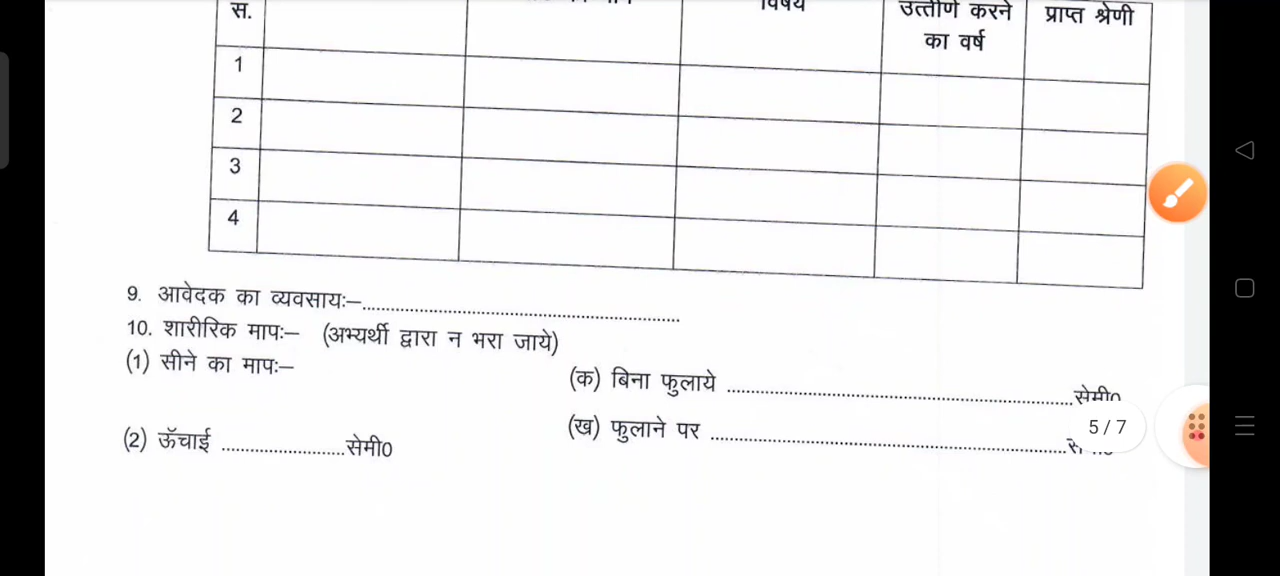 स.
विषय
उत्तीर्ण करने
का वर्ष
प्राप्त श्रेणी
1
2
3
4
9. आवेदक का व्यवसायः–........................................
10. शारीरिक मापः– (अभ्यर्थी द्वारा न भरा जाये)
(1) सीने का मापः–
(क) बिना फुलाये ........................................सेमी0
(ख) फुलाने पर ........................................
5 / 7
(2) ऊॅचाई ........................सेमी0